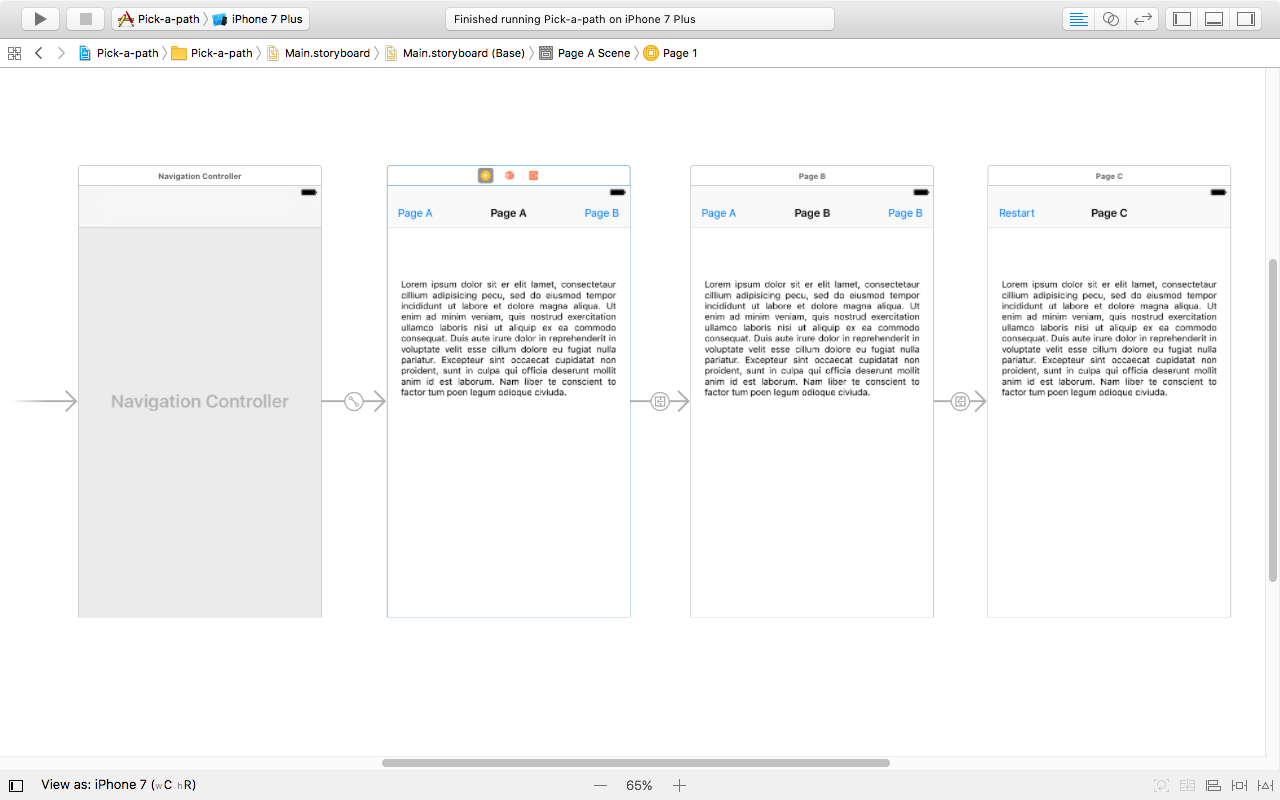 Pick-a-path iPhone 7 Plus
Finished running Pick-a-path on iPhone 7 Plus
Pick-a-path Pick-a-path Main.storyboard Main.storyboard (Base) Page A Scene Page 1
Navigation Controller
Navigation Controller
Page A Page A Page B
Lorem ipsum dolor sit er elit lamet, consectetaur
cillium adipisicing pecu, sed do eiusmod tempor
incididunt ut labore et dolore magna aliqua. Ut
enim ad minim veniam, quis nostrud exercitation
ullamco laboris nisi ut aliquip ex ea commodo
consequat. Duis aute irure dolor in reprehenderit in
voluptate velit esse cillum dolore eu fugiat nulla
pariatur. Excepteur sint occaecat cupidatat non
proident, sunt in culpa qui officia deserunt mollit
anim id est laborum. Nam liber te conscient to
factor tum poen legum odioque civiuda.
Page B
Page A Page B Page B
Lorem ipsum dolor sit er elit lamet, consectetaur
cillium adipisicing pecu, sed do eiusmod tempor
incididunt ut labore et dolore magna aliqua. Ut
enim ad minim veniam, quis nostrud exercitation
ullamco laboris nisi ut aliquip ex ea commodo
consequat. Duis aute irure dolor in reprehenderit in
voluptate velit esse cillum dolore eu fugiat nulla
pariatur. Excepteur sint occaecat cupidatat non
proident, sunt in culpa qui officia deserunt mollit
anim id est laborum. Nam liber te conscient to
factor tum poen legum odioque civiuda.
Page C
Restart Page C
Lorem ipsum dolor sit er elit lamet, consectetaur
cillium adipisicing pecu, sed do eiusmod tempor
incididunt ut labore et dolore magna aliqua. Ut
enim ad minim veniam, quis nostrud exercitation
ullamco laboris nisi ut aliquip ex ea commodo
consequat. Duis aute irure dolor in reprehenderit in
voluptate velit esse cillum dolore eu fugiat nulla
pariatur. Excepteur sint occaecat cupidatat non
proident, sunt in culpa qui officia deserunt mollit
anim id est laborum. Nam liber te conscient to
factor tum poen legum odioque civiuda.
View as: iPhone 7 (wC hR)
65%